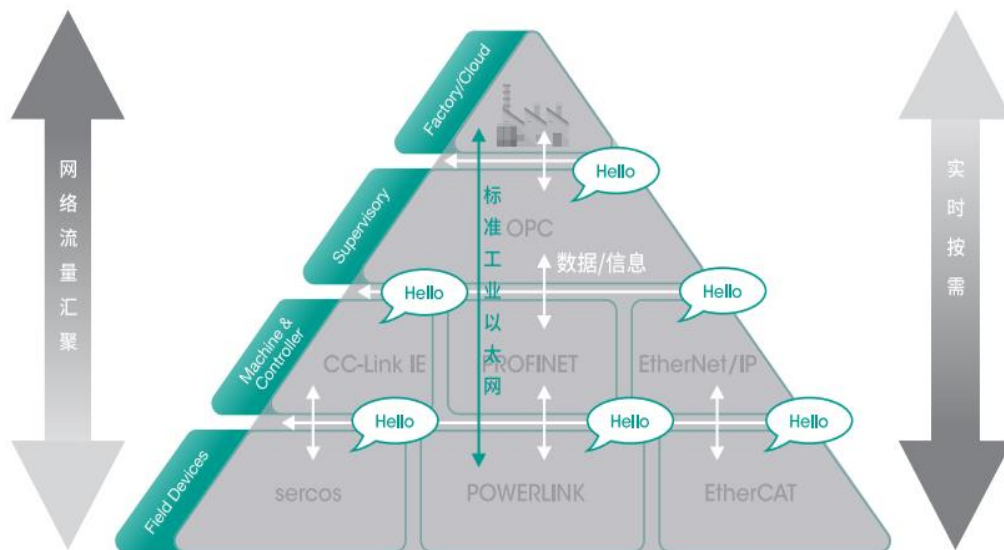 Factory/Cloud
Hello
网络流量汇聚
实时按需
Supervisory
标准工业以太网
OPC
数据/信息
Hello
Hello
Machine &
Controller
CC-Link IE
PROFINET
EtherNet/IP
Hello
Hello
Hello
Field Devices
sercos
POWERLINK
EtherCAT